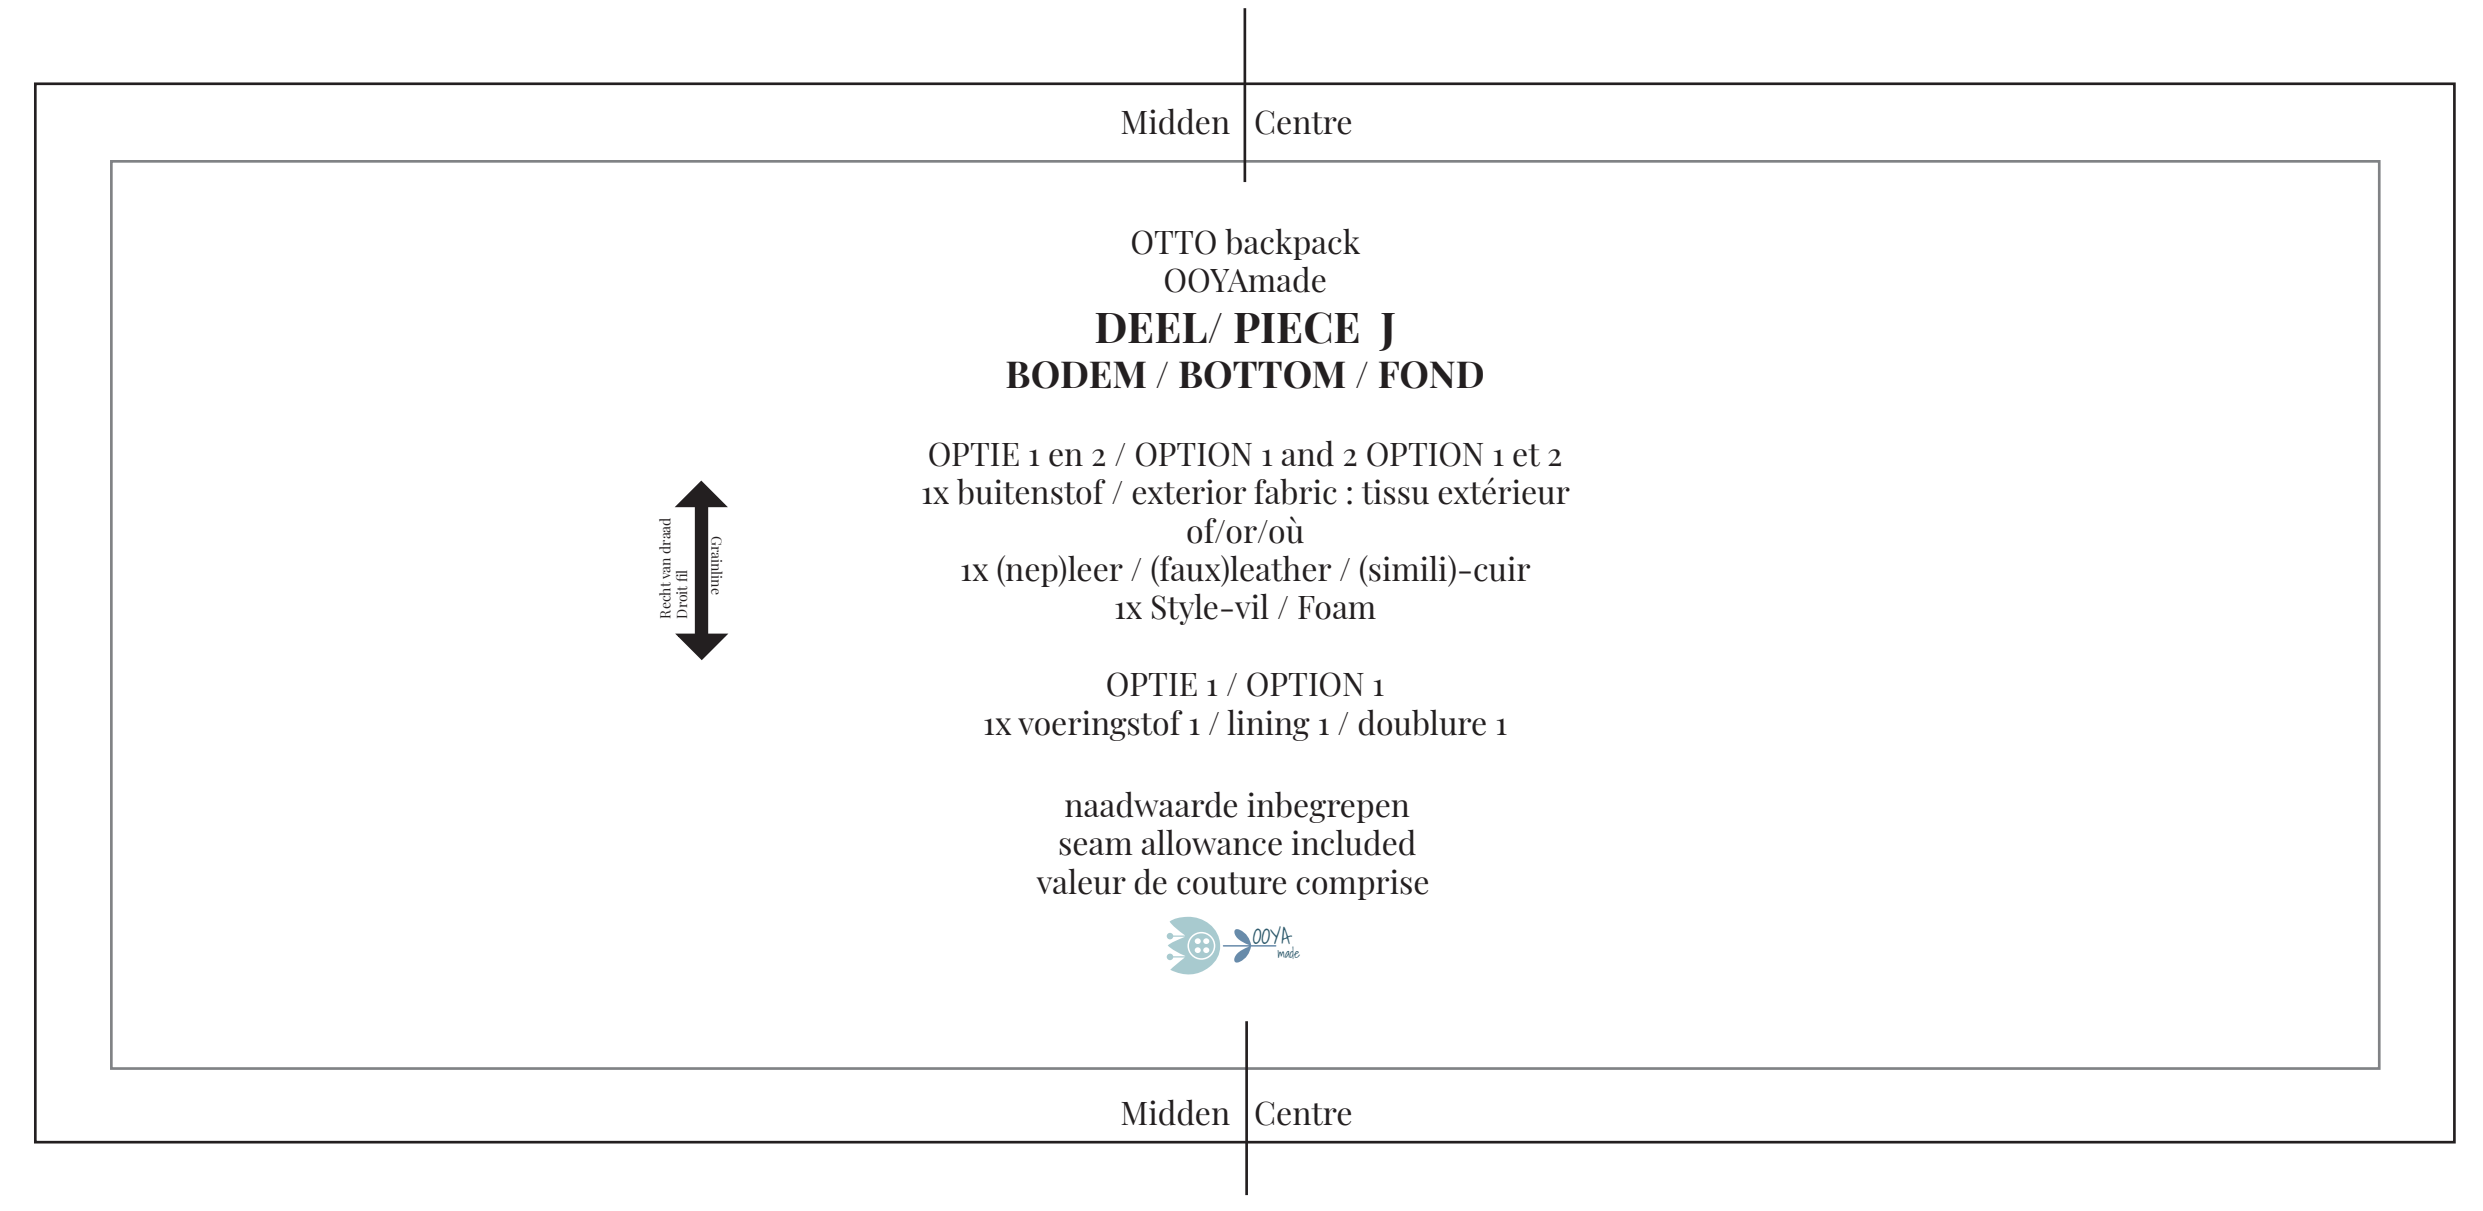 Midden Centre
OTTO backpack
OOYAmade
DEEL/ PIECE J
BODEM / BOTTOM / FOND
OPTIE 1 en 2 / OPTION 1 and 2 OPTION 1 et 2
1x buitenstof / exterior fabric : tissu extérieur
of/or/où
1x (nep)leer / (faux)leather / (simili)-cuir
1x Style-vil / Foam
Recht van draad
Droit fil
Grainlime
OPTIE 1 / OPTION 1
1x voeringstof 1 / lining 1 / doublure 1
naadwaarde inbegrepen
seam allowance included
valeur de couture comprise
OOYA
made
Midden Centre